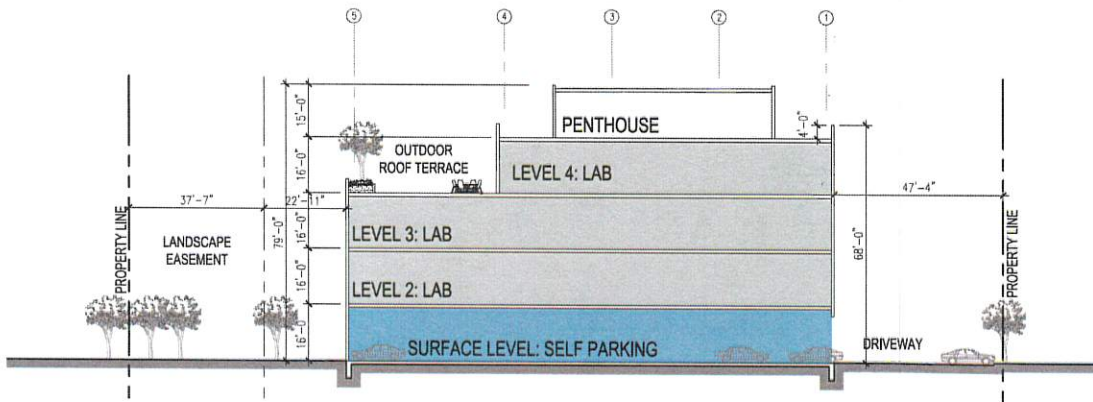 5
4
3
2
1
15'-0"
PENTHOUSE
4'-0"
OUTDOOR
ROOF TERRACE
16'-0"
LEVEL 4: LAB
37'-7"
22'-11"
47'-4"
PROPERTY LINE
LANDSCAPE
EASEMENT
79'-0"
16'-0"
LEVEL 3: LAB
68'-0"
PROPERTY LINE
16'-0"
LEVEL 2: LAB
16'-0
SURFACE LEVEL: SELF PARKING
DRIVEWAY